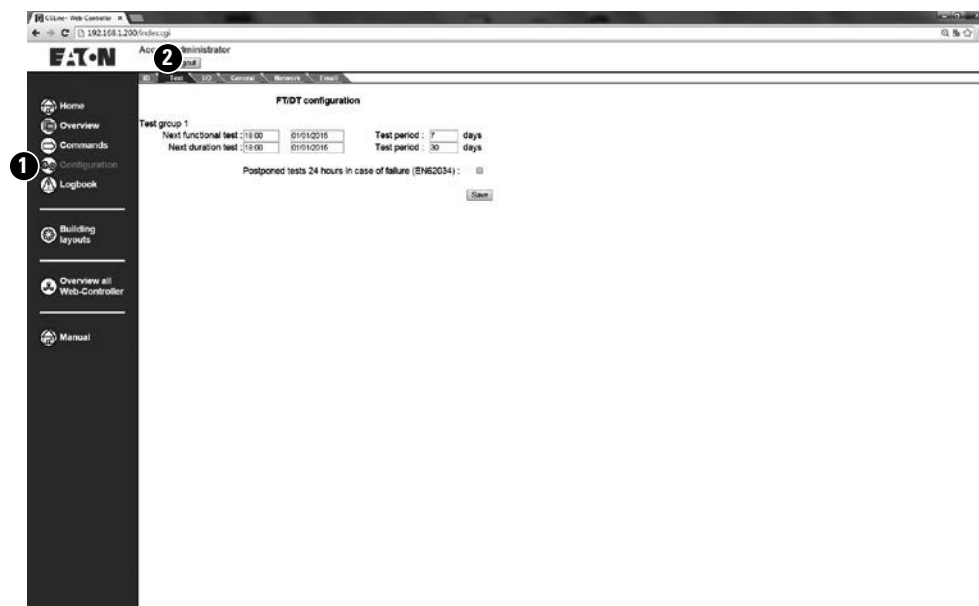 CGLine+ Web-Controller
192.168.1.200/index.cgi
EATON
administrator
2
ID Test I/O General Network Email
FT/DT configuration
Test group 1
Next functional test : 18:00 01/01/2015 Test period : 7 days
Next duration test : 18:00 01/01/2015 Test period : 30 days
Postponed tests 24 hours in case of failure (EN62034) :
Save
Home
Overview
Commands
1
Configuration
Logbook
Building
layouts
Overview all
Web-Controller
Manual